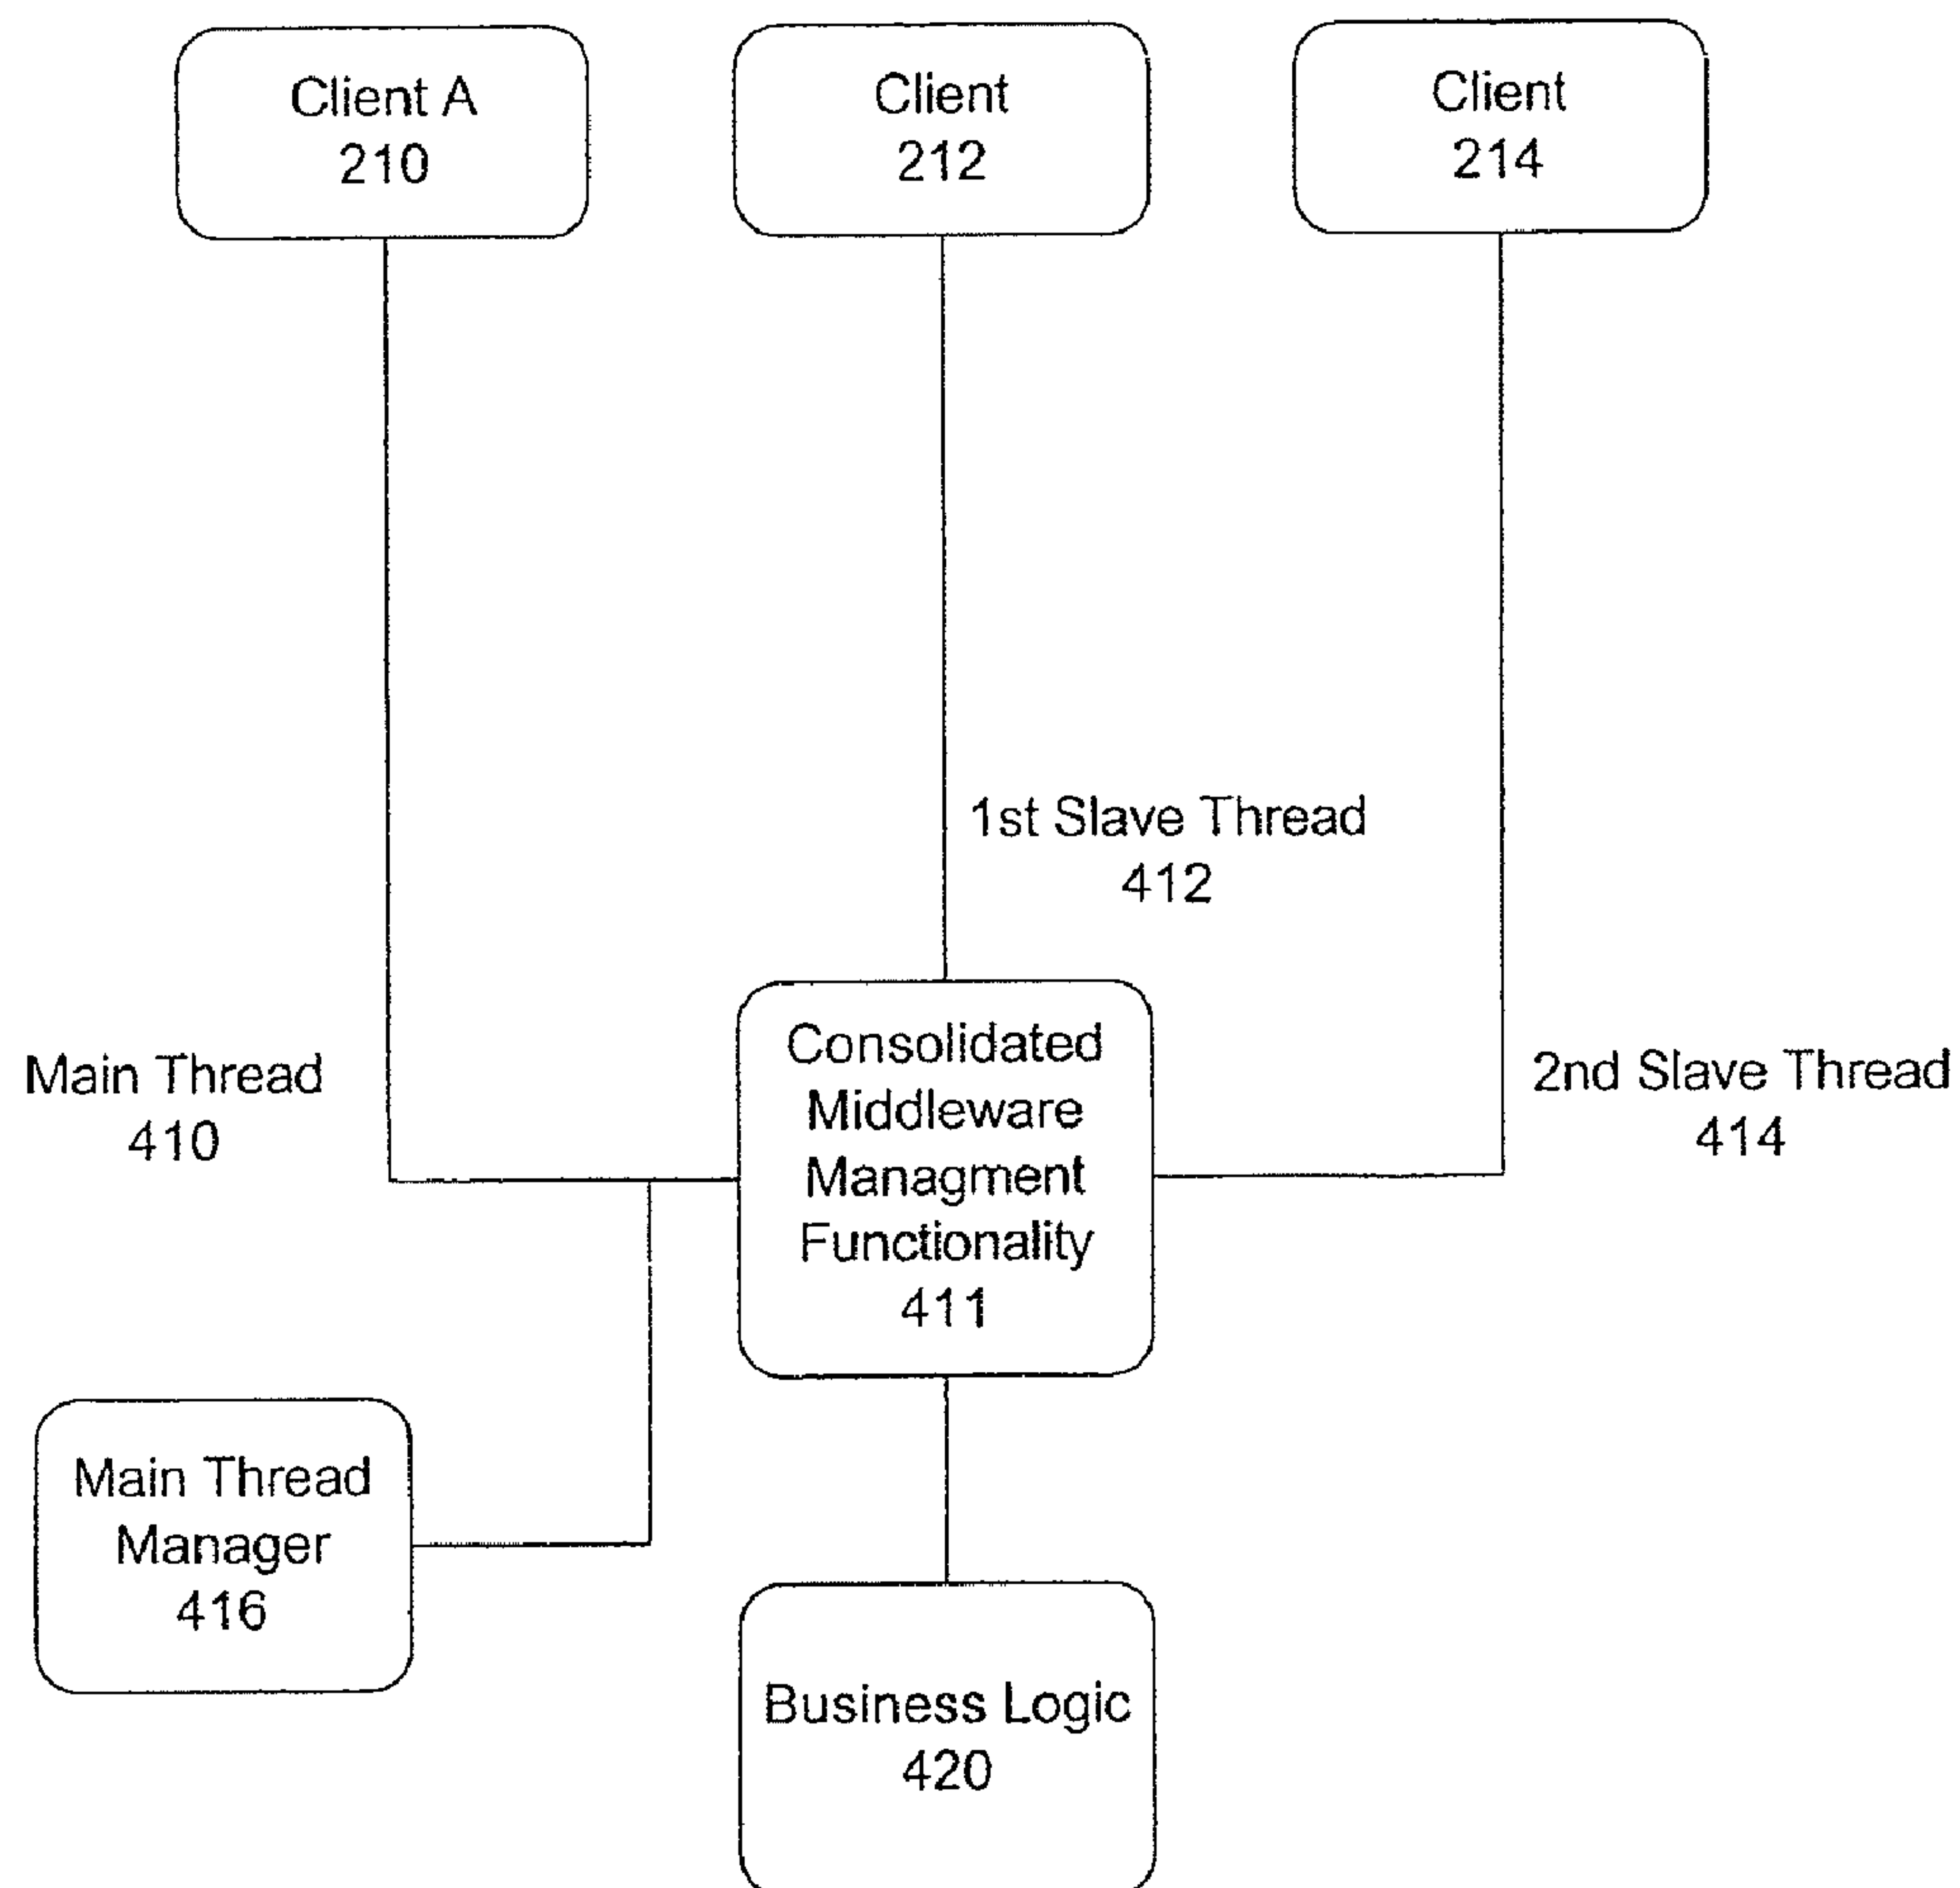 Client A
210
Client
212
Client
214
1st Slave Thread
412
Main Thread
410
Consolidated
Middleware
Managment
Functionality
411
2nd Slave Thread
414
Main Thread
Manager
416
Business Logic
420